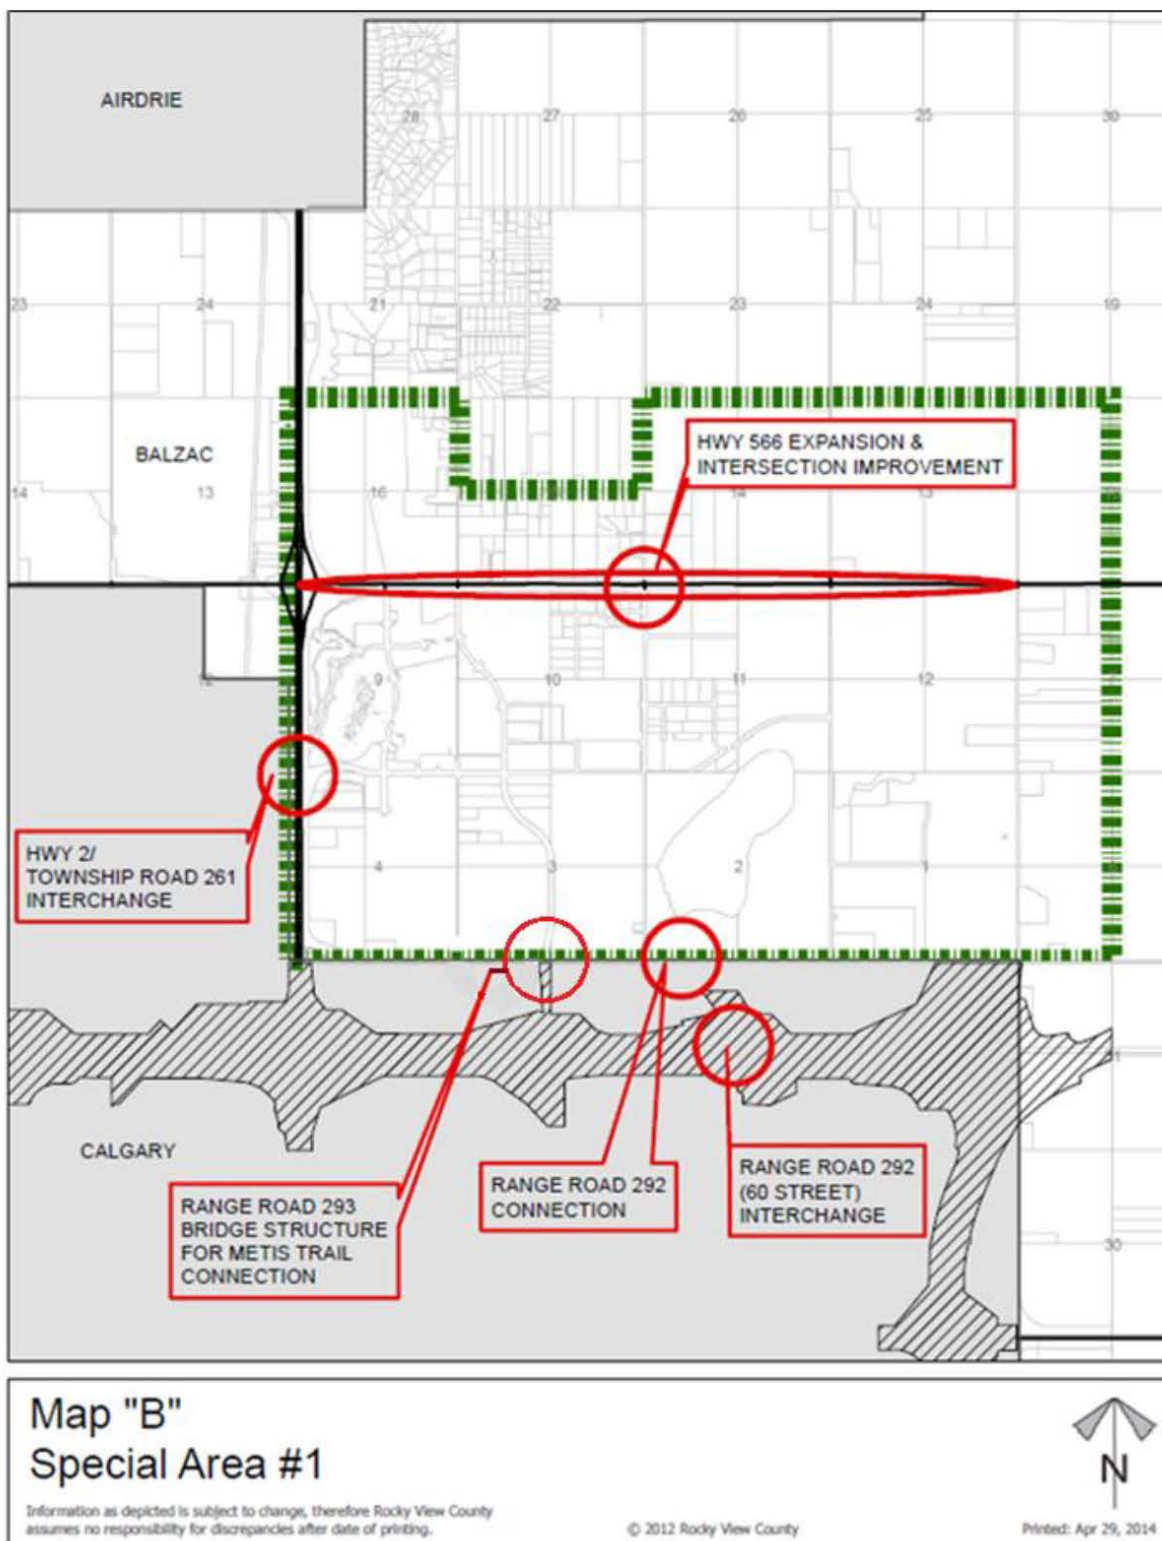 AIRDRIE
28
27
26
25
30
23
24
21
22
23
24
19
BALZAC
HWY 566 EXPANSION &
INTERSECTION IMPROVEMENT
14
13
16
14
13
9
10
11
12
HWY 2/
TOWNSHIP ROAD 261
INTERCHANGE
4
3
2
1
CALGARY
RANGE ROAD 293
BRIDGE STRUCTURE
FOR METIS TRAIL
CONNECTION
RANGE ROAD 292
CONNECTION
RANGE ROAD 292
(60 STREET)
INTERCHANGE
30
Map "B"
Special Area #1
N
Information as depicted is subject to change, therefore Rocky View County
assumes no responsibility for discrepancies after date of printing.
© 2012 Rocky View County
Printed: Apr 29, 2014